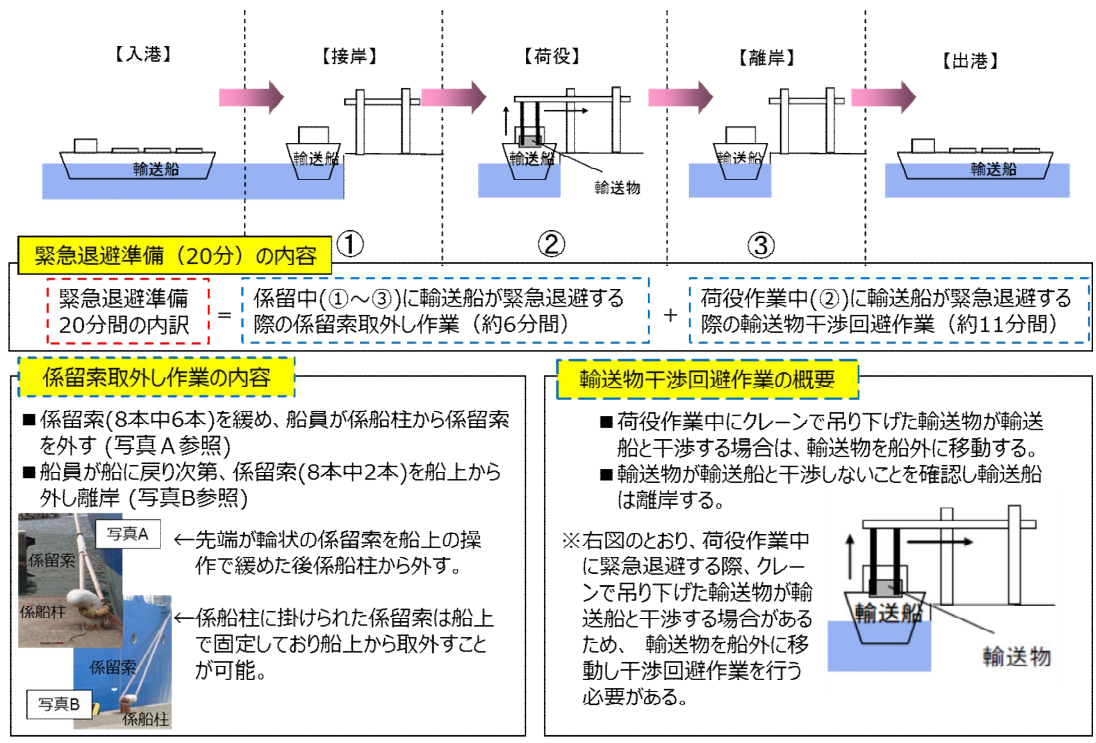 【入港】
【接岸】
【荷役】
【離岸】
【出港】
輸送船
輸送船
輸送船
輸送物
輸送船
輸送船
①
②
③
緊急退避準備（20分）の内容
緊急退避準備
20分間の内訳
=
係留中(①～③)に輸送船が緊急退避する
際の係留索取外し作業（約6分間）
+
荷役作業中(②)に輸送船が緊急退避する
際の輸送物干渉回避作業（約11分間）
係留索取外し作業の内容
■係留索(8本中6本)を緩め、船員が係船柱から係留索
を外す (写真Ａ参照)
■船員が船に戻り次第、係留索(8本中2本)を船上から
外し離岸 (写真B参照)
写真A
係留索
係船柱
←先端が輪状の係留索を船上の操
作で緩めた後係船柱から外す。
←係船柱に掛けられた係留索は船上
で固定しており船上から取外すこと
が可能。
係留索
写真B
係船柱
輸送物干渉回避作業の概要
■荷役作業中にクレーンで吊り下げた輸送物が輸送
船と干渉する場合は、輸送物を船外に移動する。
■輸送物が輸送船と干渉しないことを確認し輸送船
は離岸する。
※右図のとおり、荷役作業中
に緊急退避する際、クレー
ンで吊り下げた輸送物が輸
送船と干渉する場合がある
ため、 輸送物を船外に移
動し干渉回避作業を行う
必要がある。
輸送船
輸送物